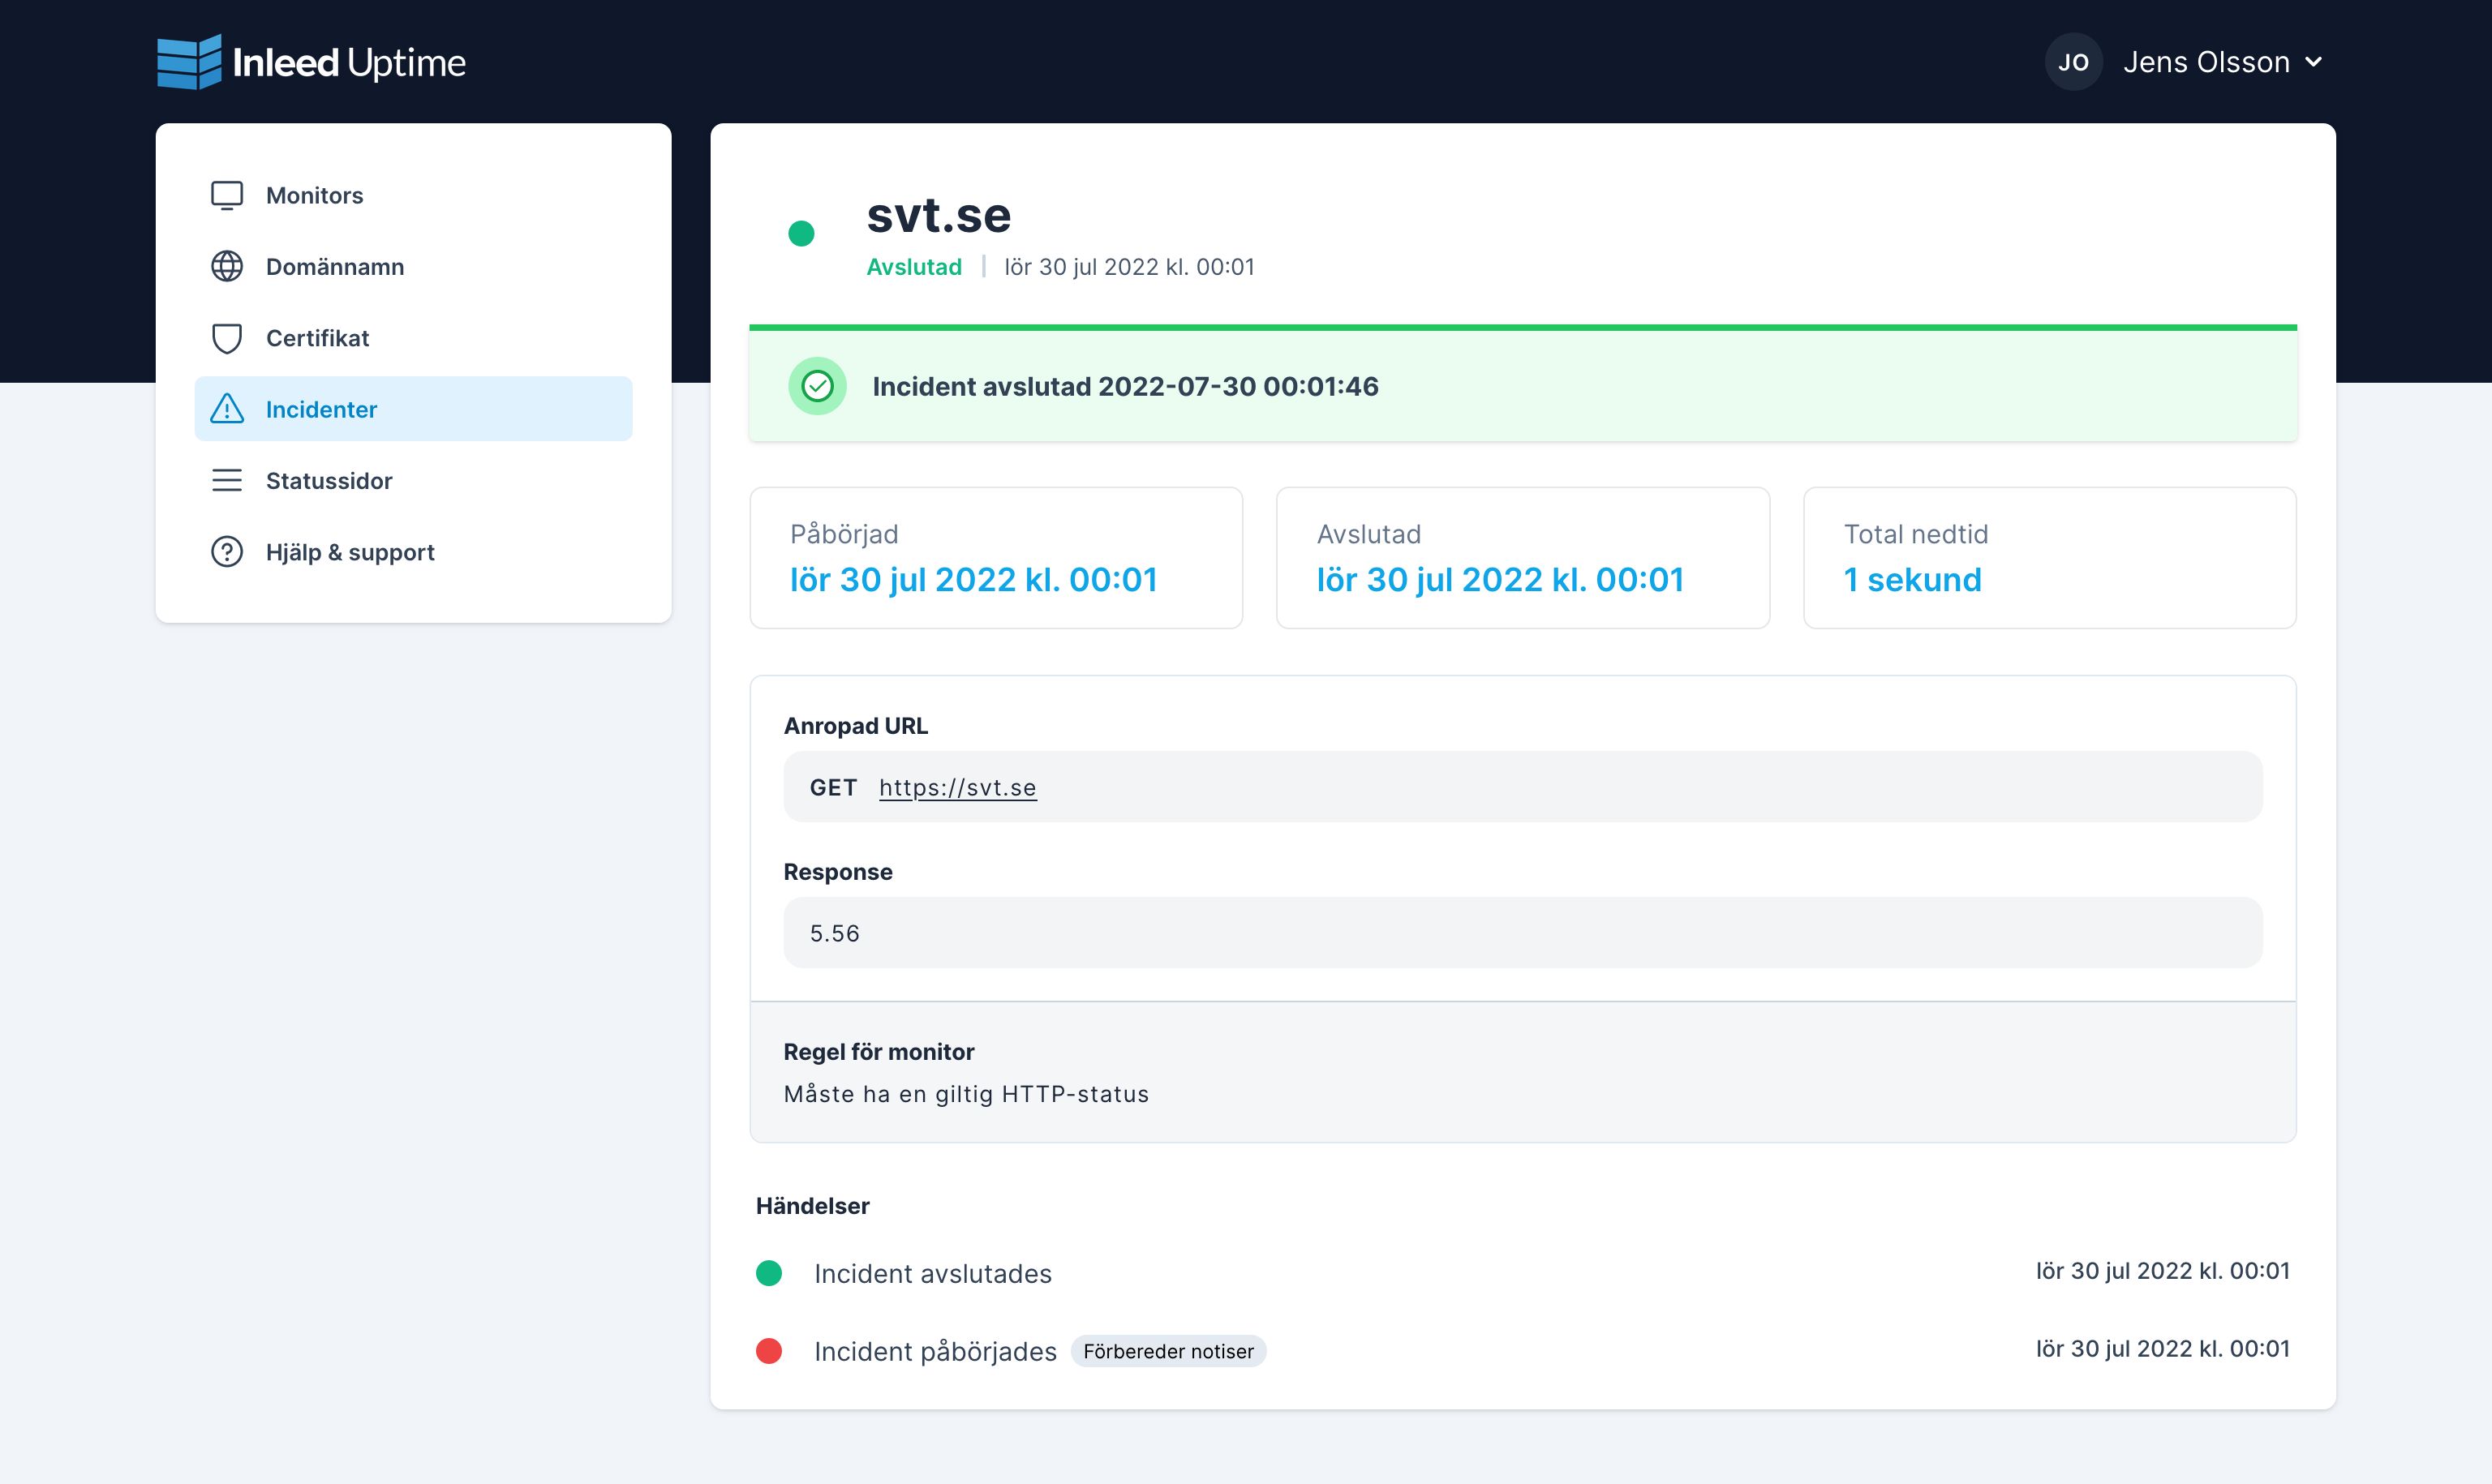 Inleed Uptime
JO Jens Olsson
Monitors
Domännamn
Certifikat
Incidenter
Statussidor
Hjälp & support
svt.se
Avslutad | lör 30 jul 2022 kl. 00:01
Incident avslutad 2022-07-30 00:01:46
Påbörjad
lör 30 jul 2022 kl. 00:01
Avslutad
lör 30 jul 2022 kl. 00:01
Total nedtid
1 sekund
Anropad URL
GET https://svt.se
Response
5.56
Regel för monitor
Måste ha en giltig HTTP-status
Händelser
Incident avslutades lör 30 jul 2022 kl. 00:01
Incident påbörjades Förbereder notiser lör 30 jul 2022 kl. 00:01